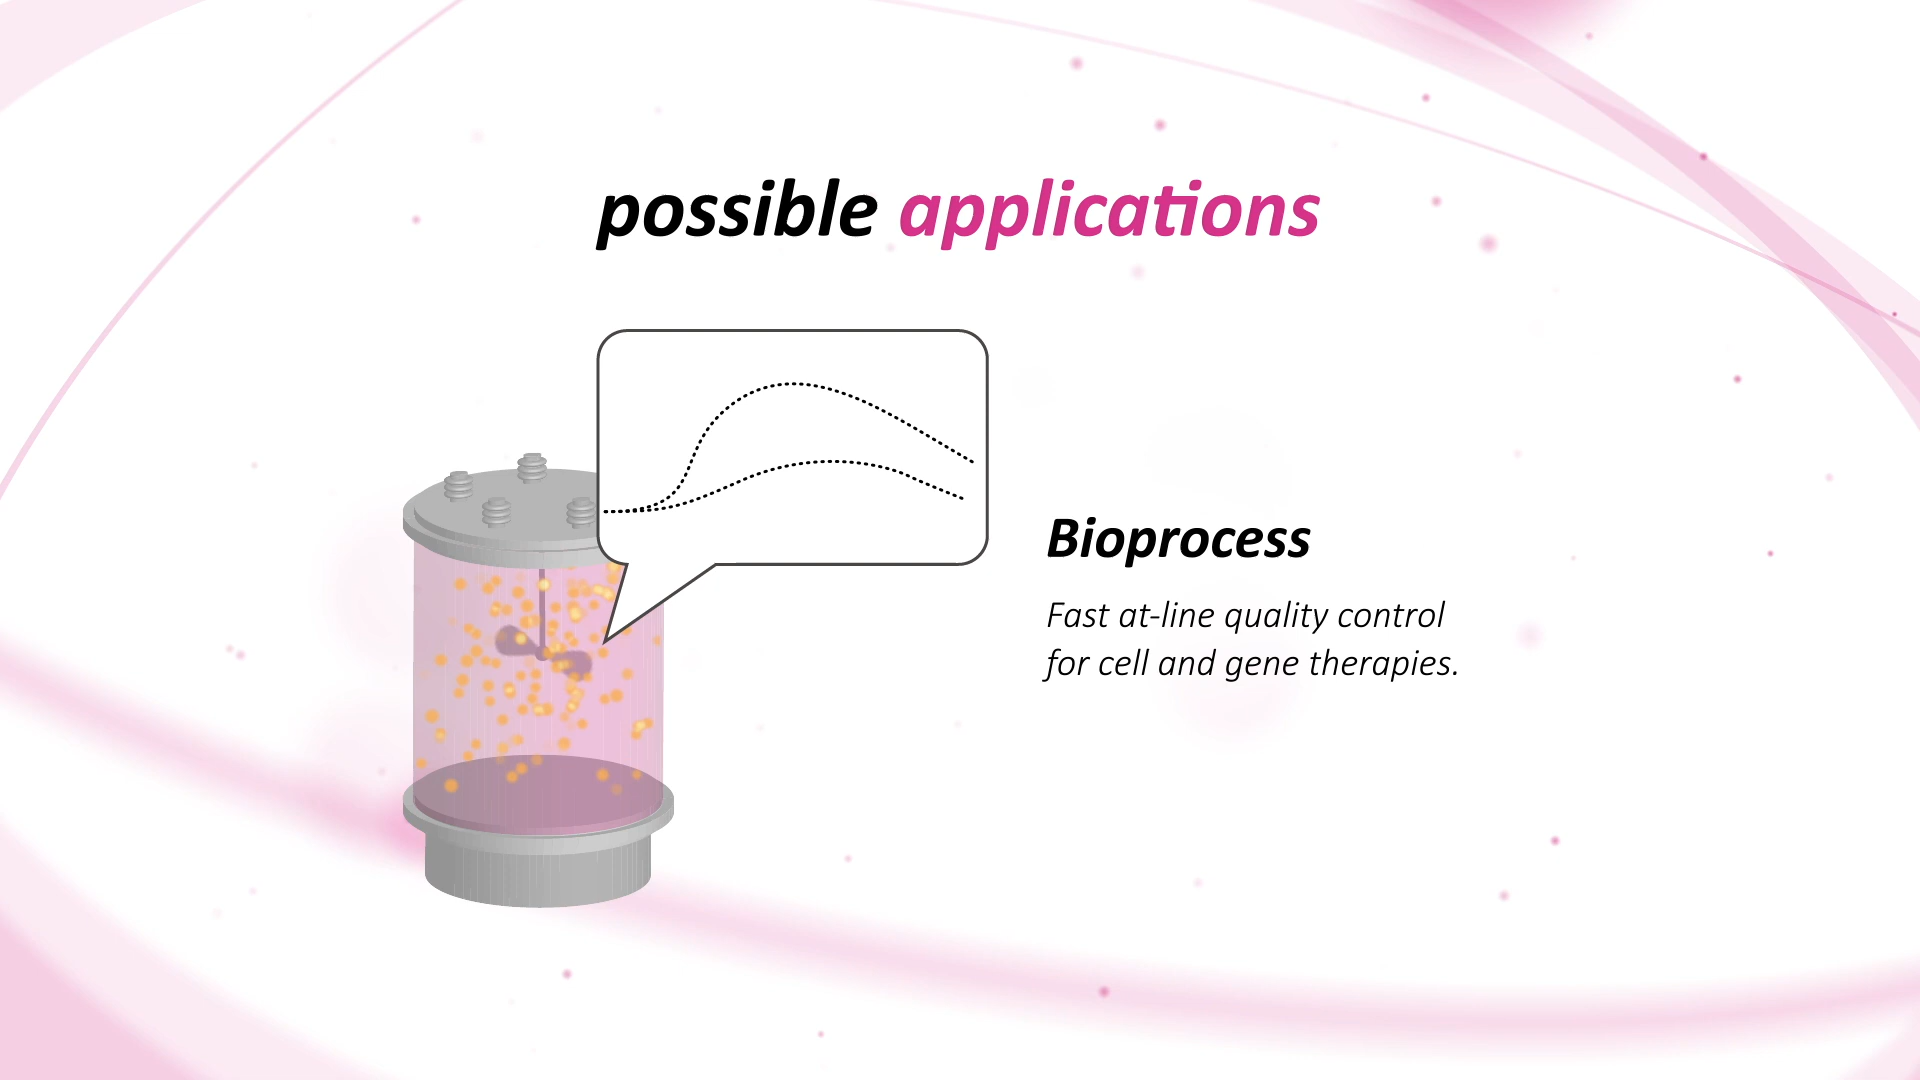 possible applications
Bioprocess
Fast at-line quality control
for cell and gene therapies.